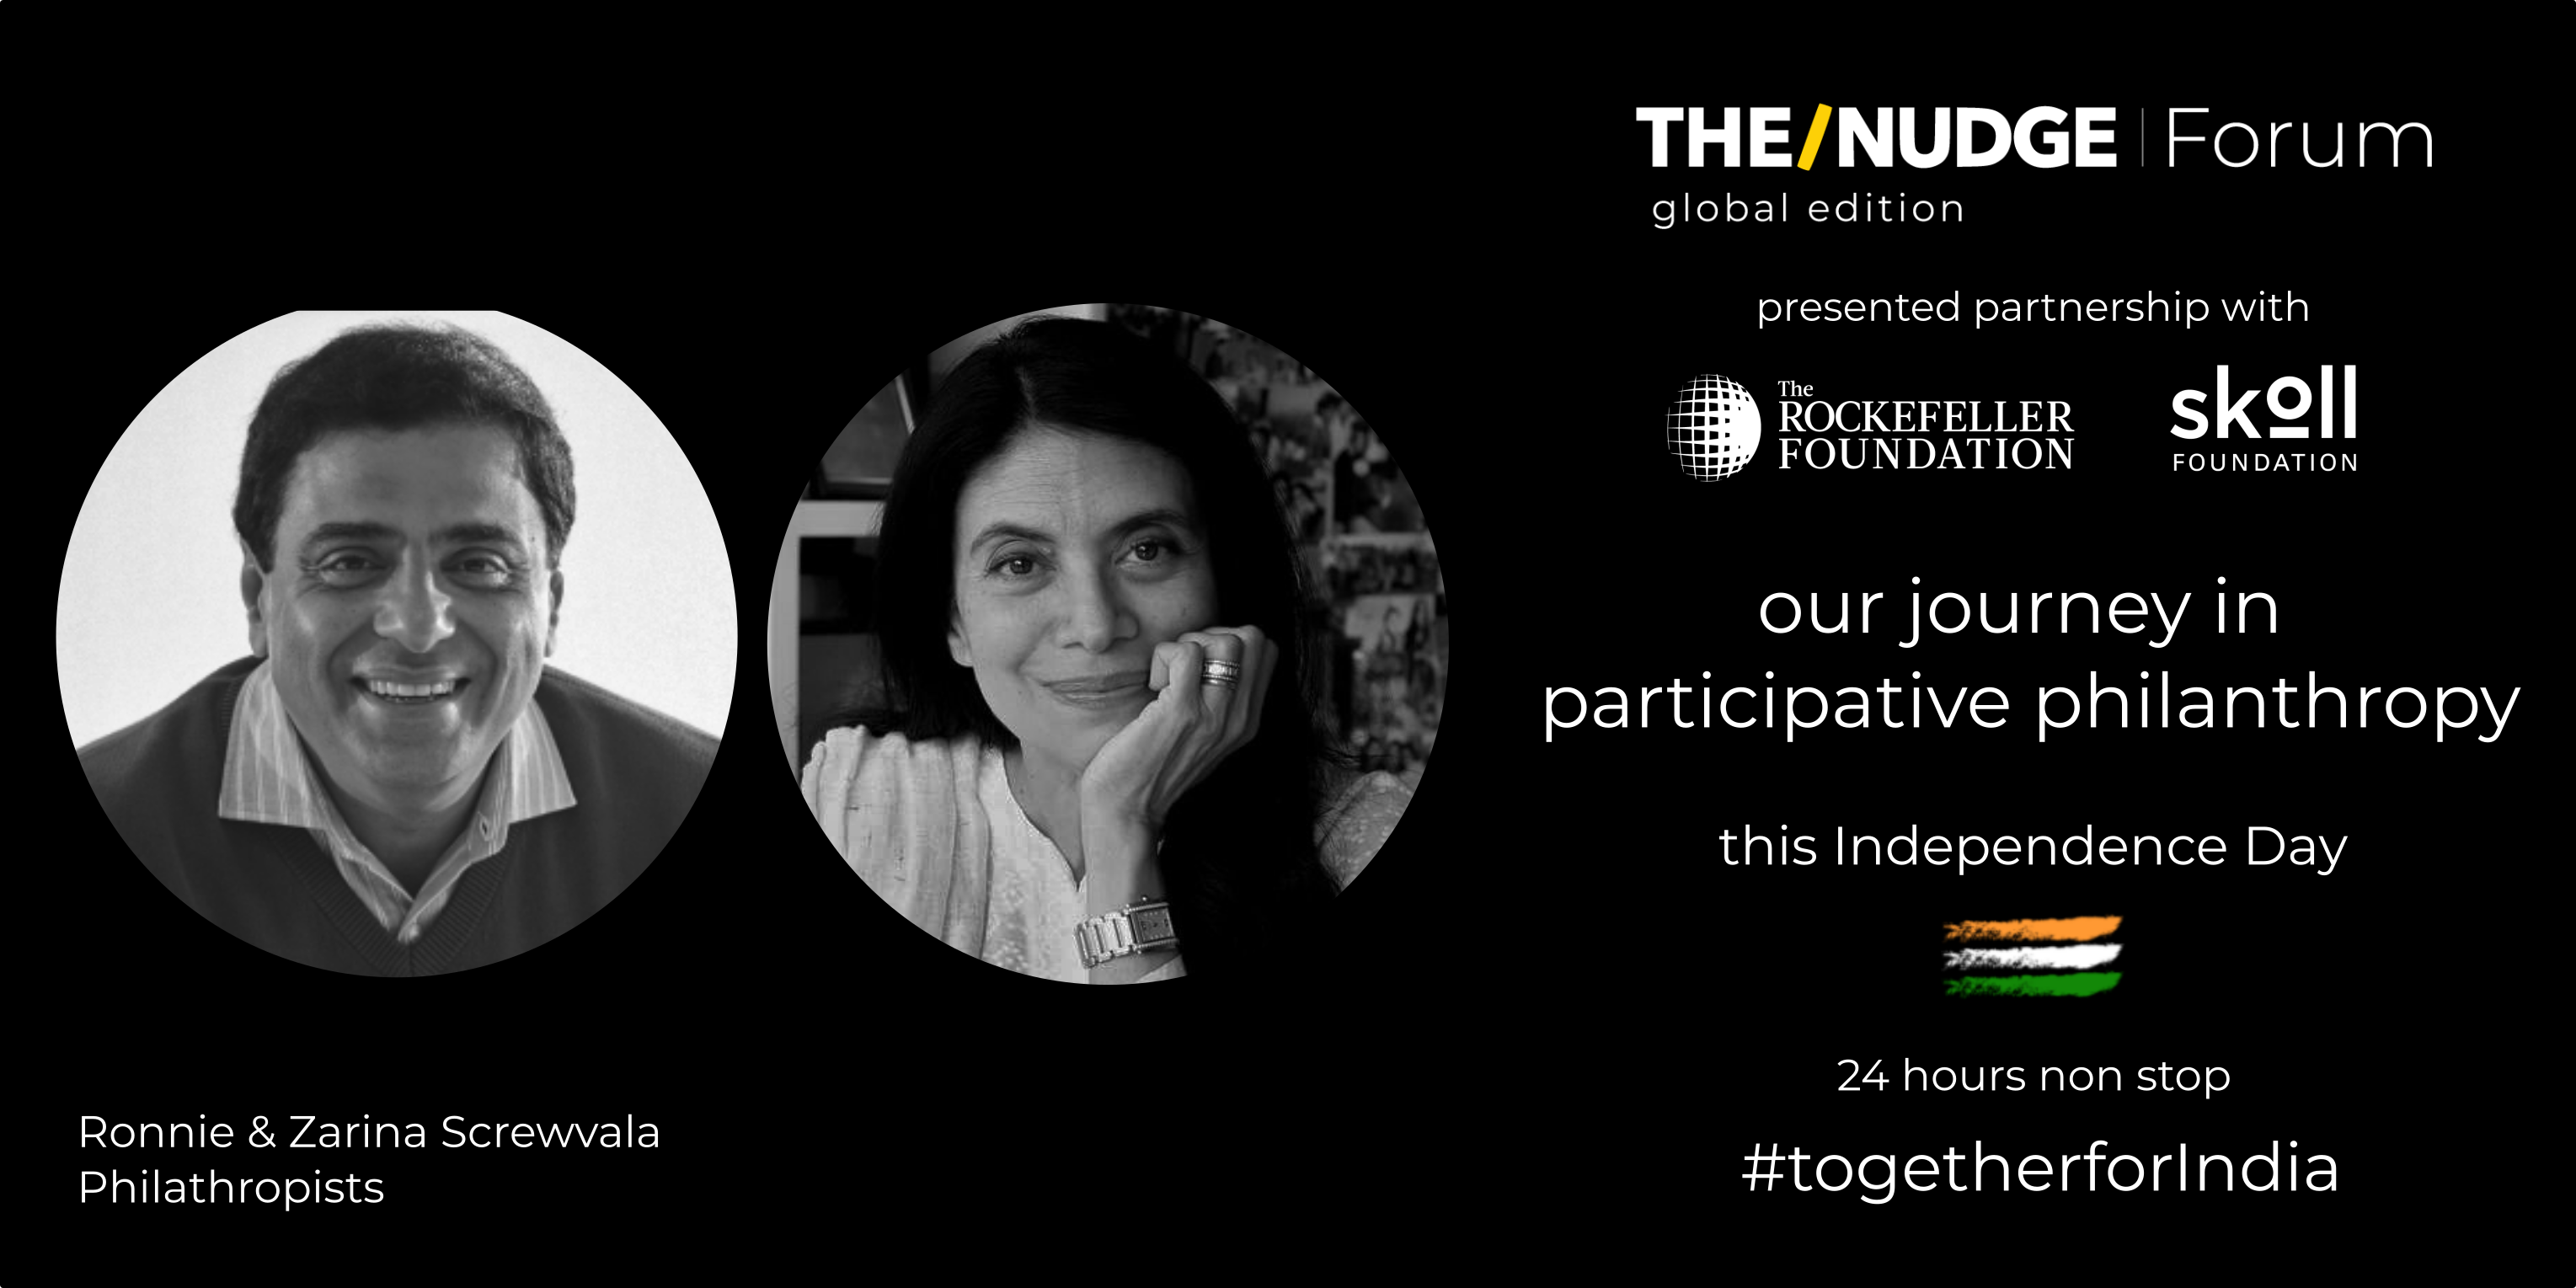 THE/NUDGE | Forum
global edition
presented partnership with
The
ROCKEFELLER
FOUNDATION
skoll
FOUNDATION
our journey in
participative philanthropy
this Independence Day
24 hours non stop
#togetherforIndia
Ronnie & Zarina Screwvala
Philathropists